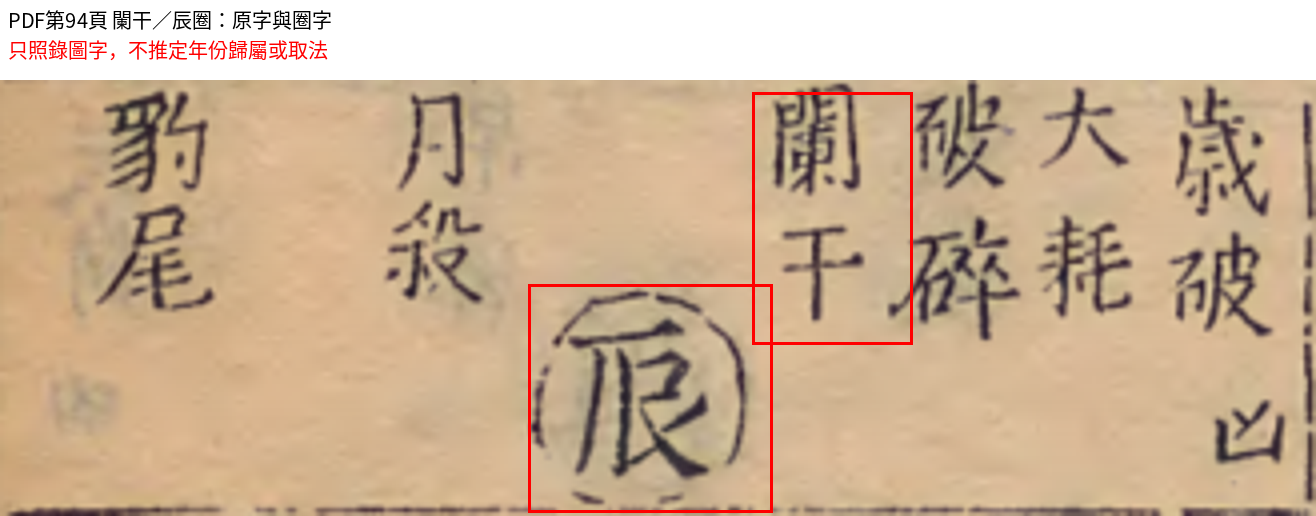 PDF第94頁 闌干／辰圈：原字與圈字
只照錄圖字，不推定年份歸屬或取法
歲破 凶
大耗
破碎
闌干
辰
月殺
豹尾